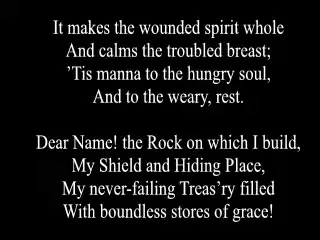 It makes the wounded spirit whole
And calms the troubled breast;
’Tis manna to the hungry soul,
And to the weary, rest.
Dear Name! the Rock on which I build,
My Shield and Hiding Place,
My never-failing Treas’ry filled
With boundless stores of grace!